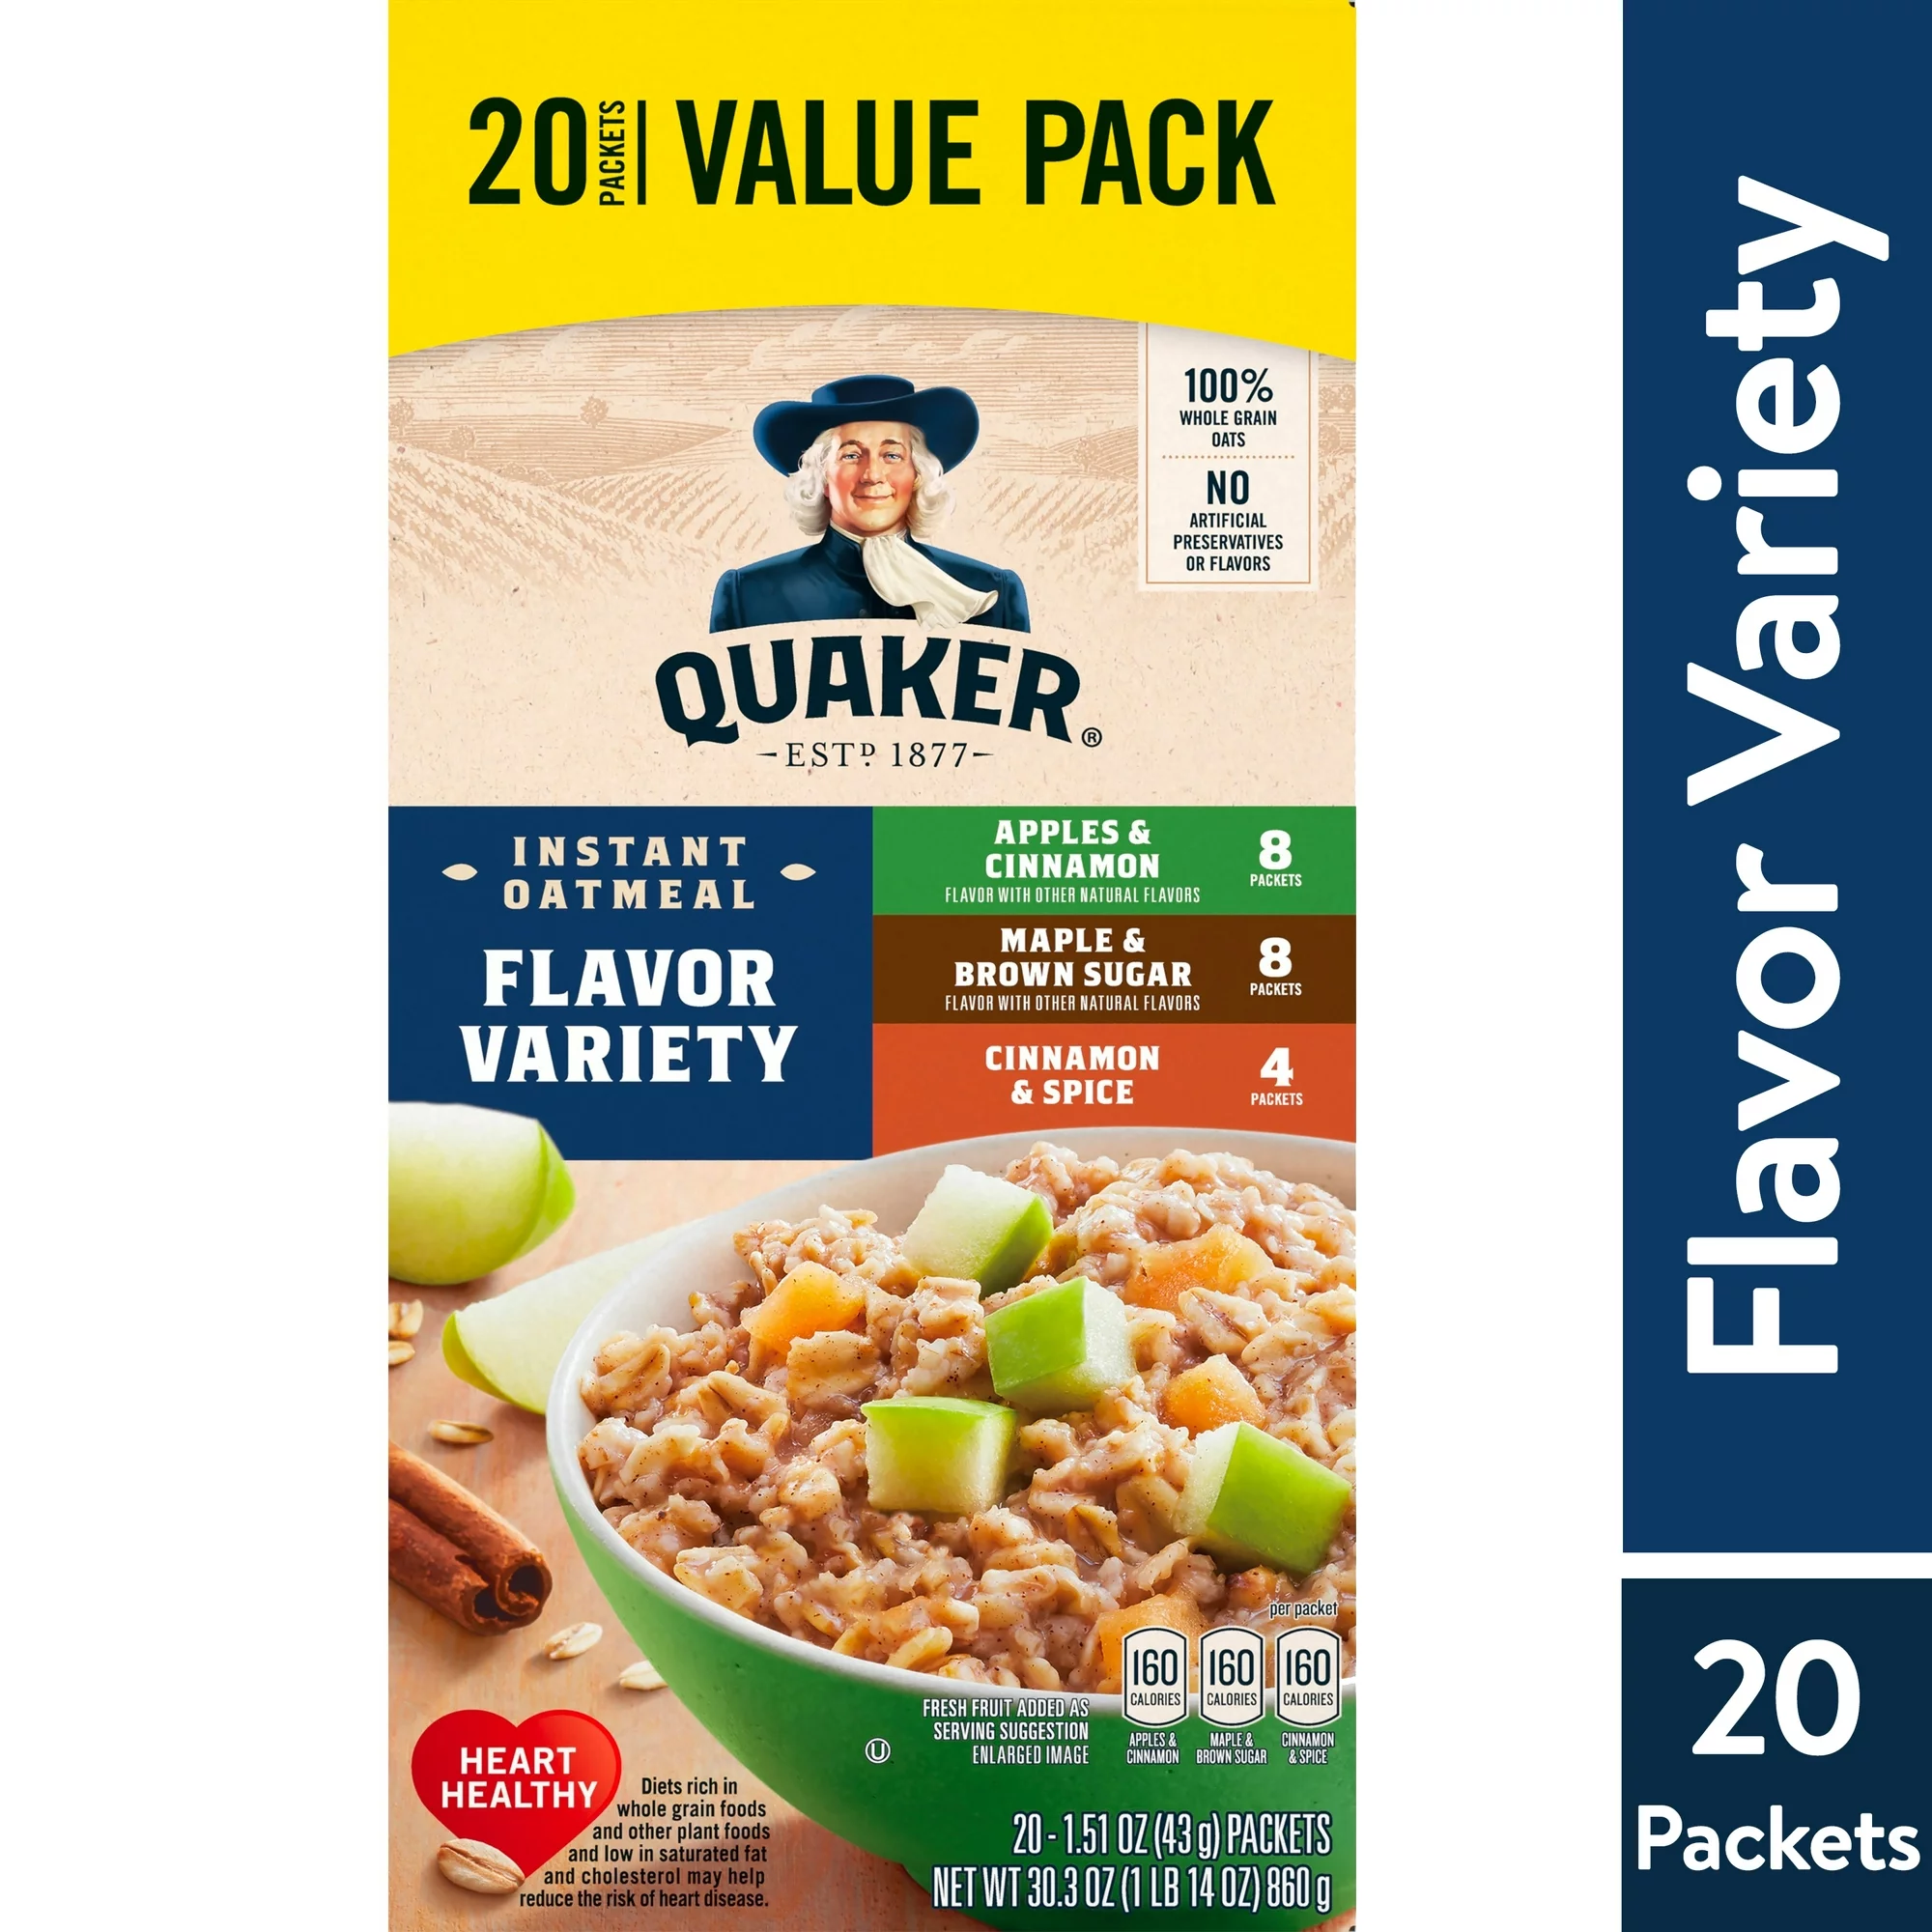 20 PACKETS | VALUE PACK
100%
WHOLE GRAIN
OATS
NO
ARTIFICIAL
PRESERVATIVES
OR FLAVORS
QUAKER®
ESTD. 1877
INSTANT
OATMEAL
FLAVOR
VARIETY
APPLES &
CINNAMON
FLAVOR WITH OTHER NATURAL FLAVORS
8
PACKETS
MAPLE &
BROWN SUGAR
FLAVOR WITH OTHER NATURAL FLAVORS
8
PACKETS
CINNAMON
& SPICE
4
PACKETS
per packet
160
CALORIES
APPLES &
CINNAMON
160
CALORIES
MAPLE &
BROWN SUGAR
160
CALORIES
CINNAMON
& SPICE
FRESH FRUIT ADDED AS
SERVING SUGGESTION
ENLARGED IMAGE
U
HEART
HEALTHY
Diets rich in
whole grain foods
and other plant foods
and low in saturated fat
and cholesterol may help
reduce the risk of heart disease.
20 - 1.51 OZ (43 g) PACKETS
NET WT 30.3 OZ (1 LB 14 OZ) 860 g
Flavor Variety
20
Packets